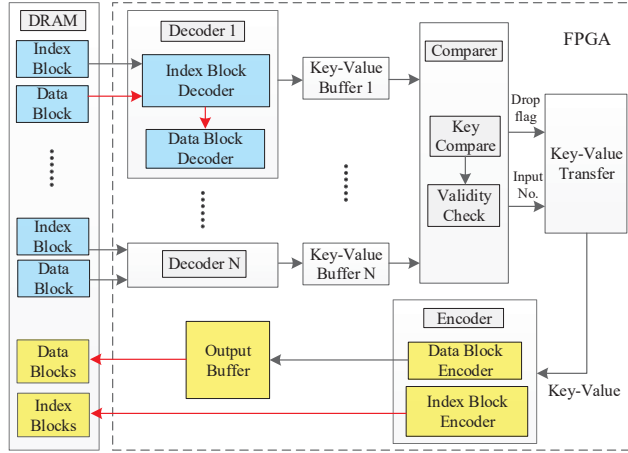 DRAM
Index
Block
Data
Block
Index
Block
Data
Block
Data
Blocks
Index
Blocks
Decoder 1
Index Block
Decoder
Data Block
Decoder
Decoder N
Key-Value
Buffer 1
Key-Value
Buffer N
Comparer
Key
Compare
Validity
Check
FPGA
Drop
flag
Input
No.
Key-Value
Transfer
Key-Value
Encoder
Data Block
Encoder
Index Block
Encoder
Output
Buffer